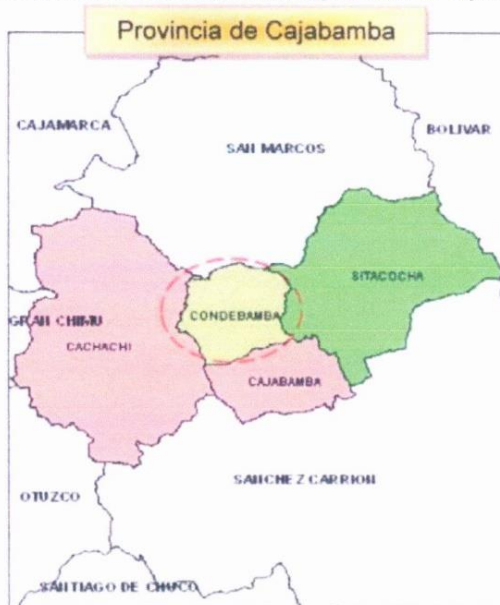 Provincia de Cajabamba
CAJAMARCA
BOLIVAR
SAN MARCOS
SITACOCHA
CONDEBAMBA
GRAN CHIMU
CACHACHI
CAJABAMBA
SANCHEZ CARRION
OTUZCO
SANTIAGO DE CHUCO